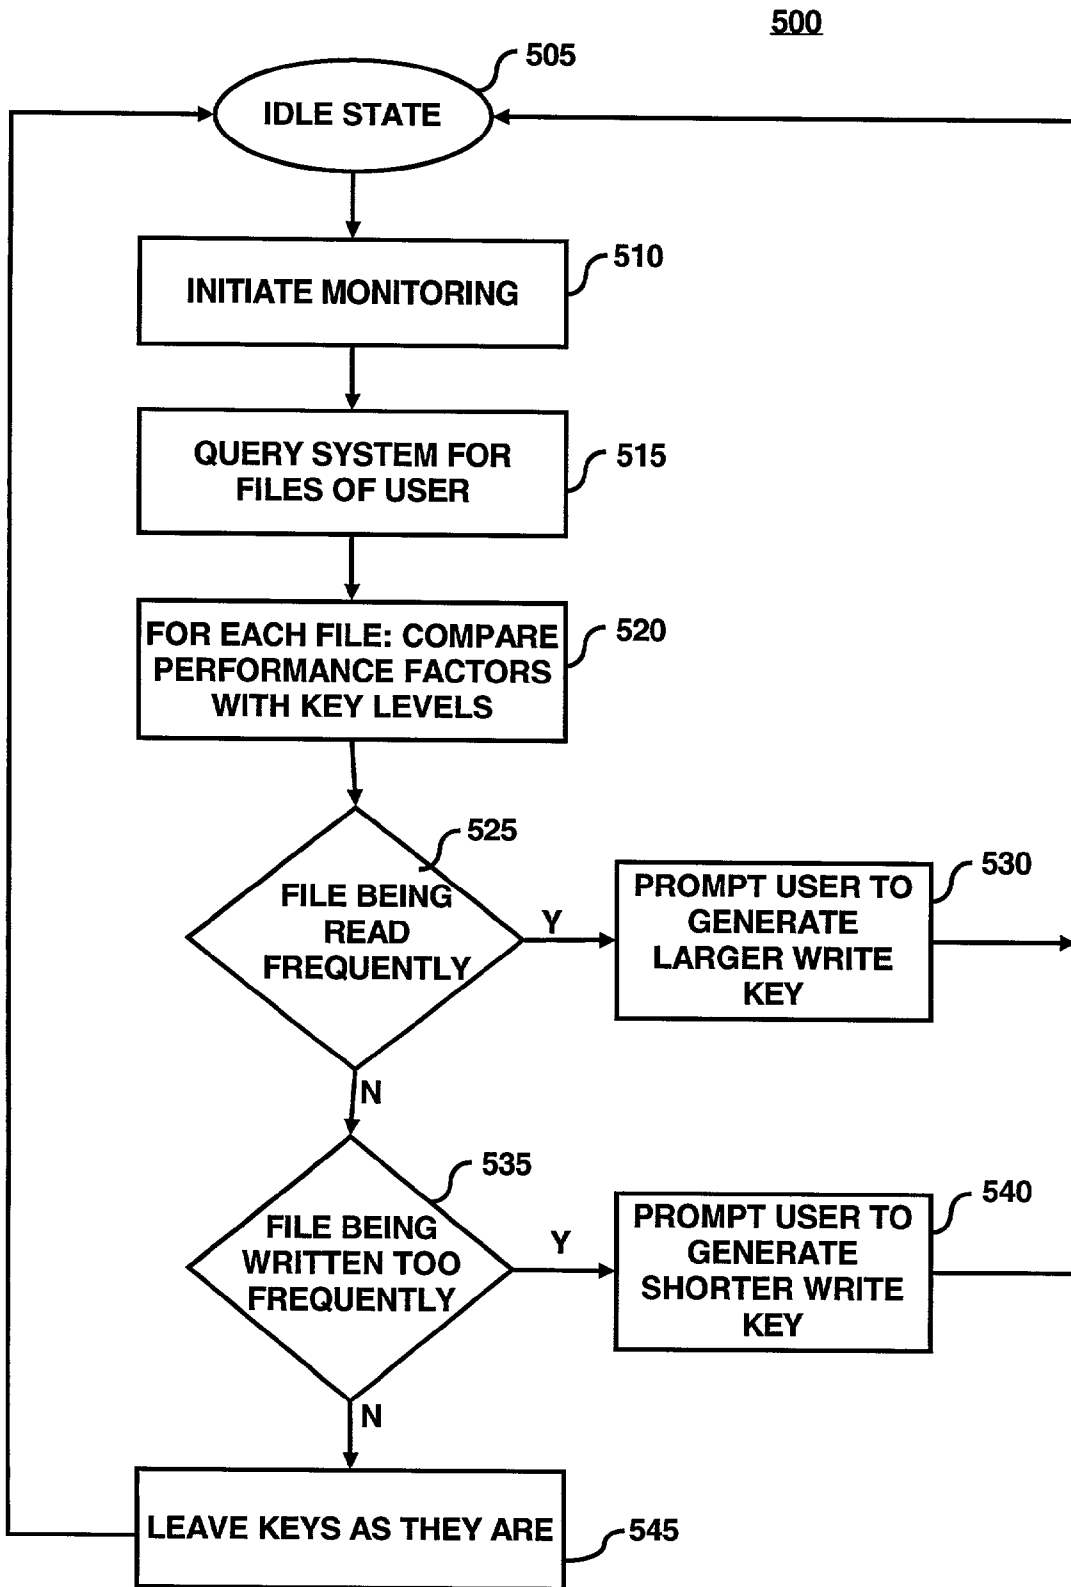 500
505
IDLE STATE
510
INITIATE MONITORING
515
QUERY SYSTEM FOR
FILES OF USER
520
FOR EACH FILE: COMPARE
PERFORMANCE FACTORS
WITH KEY LEVELS
525
FILE BEING
READ
FREQUENTLY
Y
530
PROMPT USER TO
GENERATE
LARGER WRITE
KEY
N
535
FILE BEING
WRITTEN TOO
FREQUENTLY
Y
540
PROMPT USER TO
GENERATE
SHORTER WRITE
KEY
N
LEAVE KEYS AS THEY ARE
545